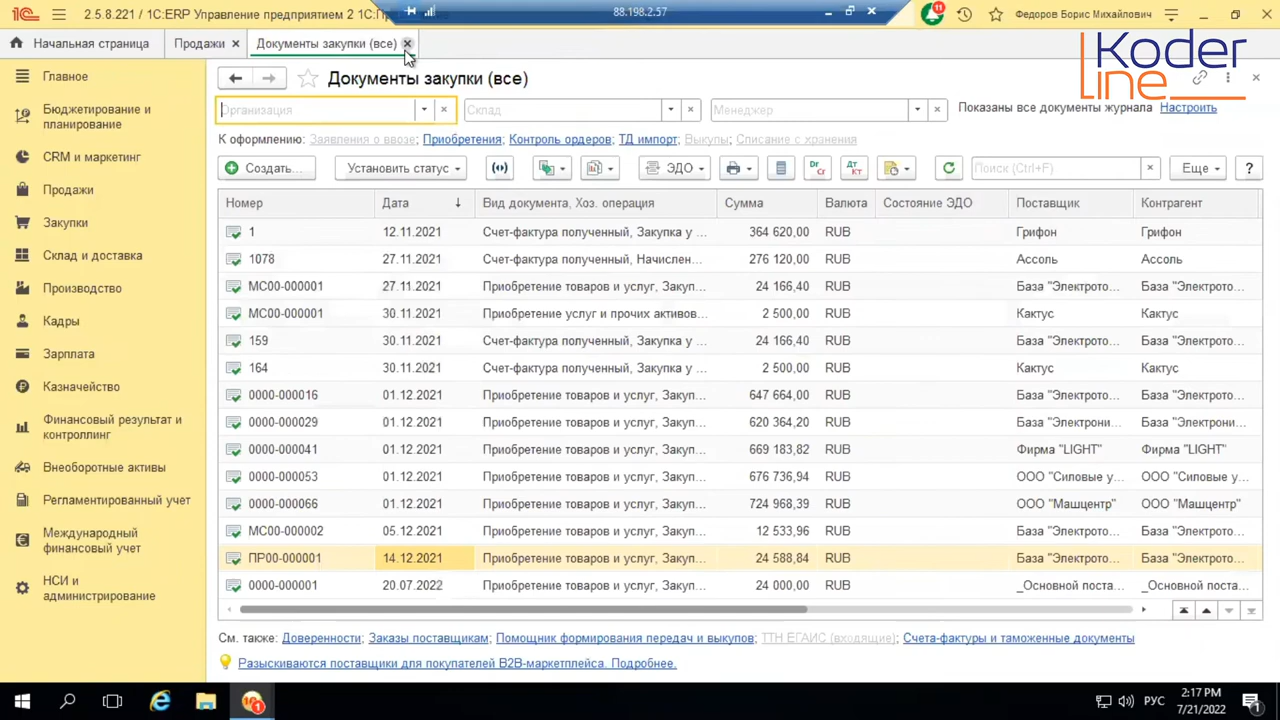 2.5.8.221 / 1С:ERP Управление предприятием 2 1С:П
88.198.2.57
11
Федоров Борис Михайлович
Начальная страница
Продажи
Документы закупки (все)
Koder
line
Главное
Бюджетирование и
планирование
CRM и маркетинг
Продажи
Закупки
Склад и доставка
Производство
Кадры
Зарплата
Казначейство
Финансовый результат и
контроллинг
Внеоборотные активы
Регламентированный учет
Международный
финансовый учет
НСИ и
администрирование
Документы закупки (все)
Организация
Склад
Менеджер
Показаны все документы журнала Настроить
К оформлению: Заявления о ввозе; Приобретения; Контроль ордеров; ТД импорт; Выкупы; Списание с хранения
Создать...
Установить статус
ЭДО
Dr Cr
Дт Кт
Поиск (Ctrl+F)
Еще
?
Номер Дата Вид документа, Хоз. операция Сумма Валюта Состояние ЭДО Поставщик Контрагент
1 12.11.2021 Счет-фактура полученный, Закупка у ... 364 620,00 RUB Грифон Грифон
1078 27.11.2021 Счет-фактура полученный, Начислен... 276 120,00 RUB Ассоль Ассоль
МС00-000001 27.11.2021 Приобретение товаров и услуг, Закуп... 24 166,40 RUB База "Электрото... База "Электрото...
МС00-000001 30.11.2021 Приобретение услуг и прочих активов... 2 500,00 RUB Кактус Кактус
159 30.11.2021 Счет-фактура полученный, Закупка у ... 24 166,40 RUB База "Электрото... База "Электрото...
164 30.11.2021 Счет-фактура полученный, Закупка у ... 2 500,00 RUB Кактус Кактус
0000-000016 01.12.2021 Приобретение товаров и услуг, Закуп... 647 664,00 RUB База "Электрото... База "Электрото...
0000-000029 01.12.2021 Приобретение товаров и услуг, Закуп... 620 364,20 RUB База "Электрони... База "Электрони...
0000-000041 01.12.2021 Приобретение товаров и услуг, Закуп... 669 183,82 RUB Фирма "LIGHT" Фирма "LIGHT"
0000-000053 01.12.2021 Приобретение товаров и услуг, Закуп... 676 736,94 RUB ООО "Силовые у... ООО "Силовые у...
0000-000066 01.12.2021 Приобретение товаров и услуг, Закуп... 724 968,39 RUB ООО "Машцентр" ООО "Машцентр"
МС00-000002 05.12.2021 Приобретение товаров и услуг, Закуп... 12 533,96 RUB База "Электрото... База "Электрото...
ПР00-000001 14.12.2021 Приобретение товаров и услуг, Закуп... 24 588,84 RUB База "Электрото... База "Электрото...
0000-000001 20.07.2022 Приобретение товаров и услуг, Закуп... 24 000,00 RUB _Основной поста... _Основной поста...
См. также: Доверенности; Заказы поставщикам; Помощник формирования передач и выкупов; ТТН ЕГАИС (входящие); Счета-фактуры и таможенные документы
Разыскиваются поставщики для покупателей B2B-маркетплейса. Подробнее.
РУС
2:17 PM
7/21/2022
1